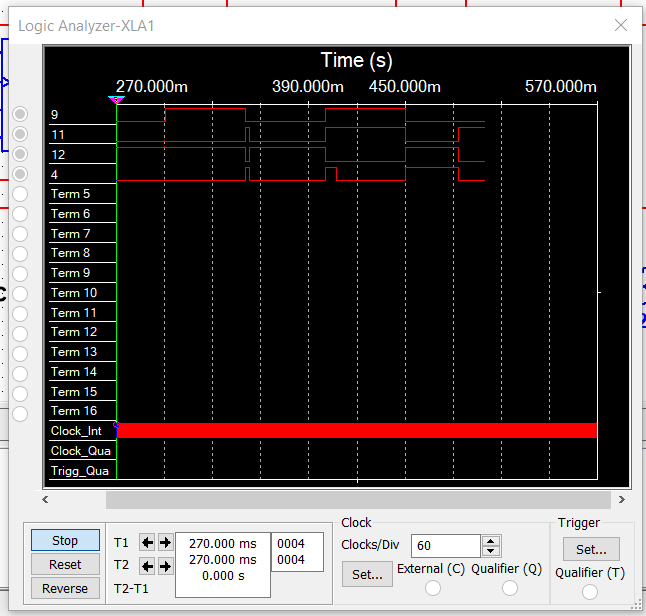 Logic Analyzer-XLA1
Time (s)
270.000m 390.000m 450.000m 570.000m
9
11
12
4
Term 5
Term 6
Term 7
Term 8
Term 9
Term 10
Term 11
Term 12
Term 13
Term 14
Term 15
Term 16
Clock_Int
Clock_Qua
Trigg_Qua
Stop
Reset
Reverse
T1 270.000 ms 0004
T2 270.000 ms 0004
T2-T1 0.000 s
Clock
Clocks/Div 60
Set... External (C) Qualifier (Q)
Trigger
Set...
Qualifier (T)